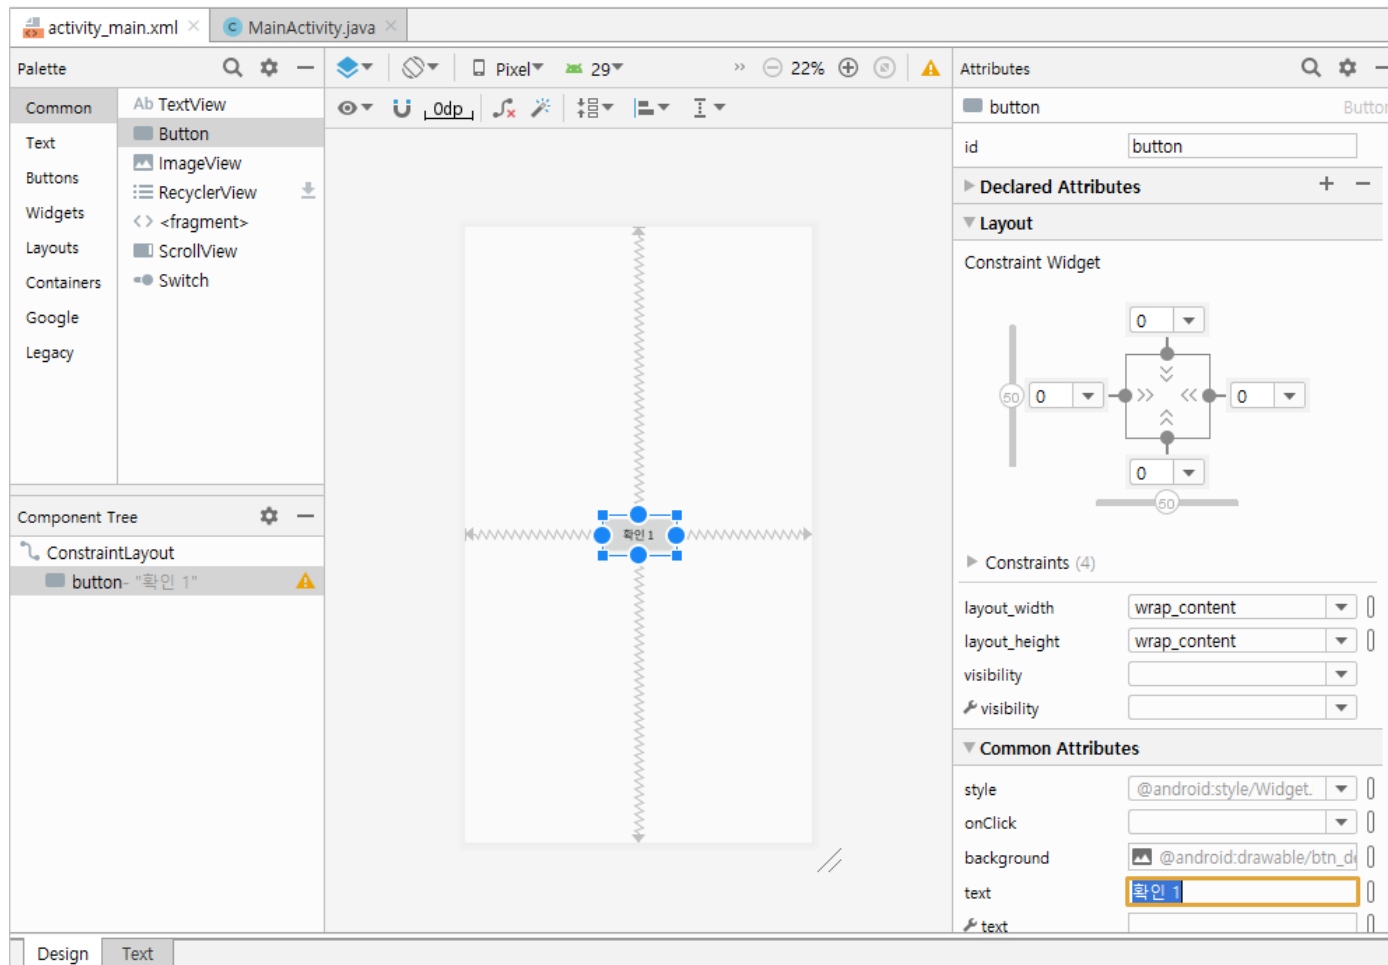 activity_main.xml
MainActivity.java
Palette
Common
Text
Buttons
Widgets
Layouts
Containers
Google
Legacy
Ab TextView
Button
ImageView
RecyclerView
<fragment>
ScrollView
Switch
Component Tree
ConstraintLayout
button- "확인 1"
Pixel
29
»
22%
0dp
확인 1
Attributes
button
Button
id
button
Declared Attributes
Layout
Constraint Widget
0
50
0
0
0
50
Constraints (4)
layout_width
wrap_content
layout_height
wrap_content
visibility
visibility
Common Attributes
style
@android:style/Widget.
onClick
background
@android:drawable/btn_de
text
확인 1
text
Design
Text